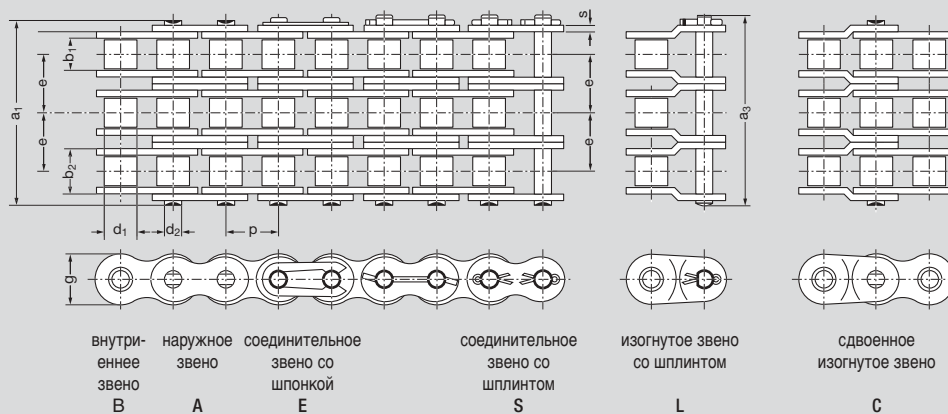 s
a₁
b₁
e
e
b₂
d₁
d₂
p
e
e
a₃
g
внутри-
еннее
звено
B
наружное
звено
A
соединительное
звено со
шпонкой
E
соединительное
звено со
шплинтом
S
изогнутое звено
со шплинтом
L
сдвоенное
изогнутое звено
C